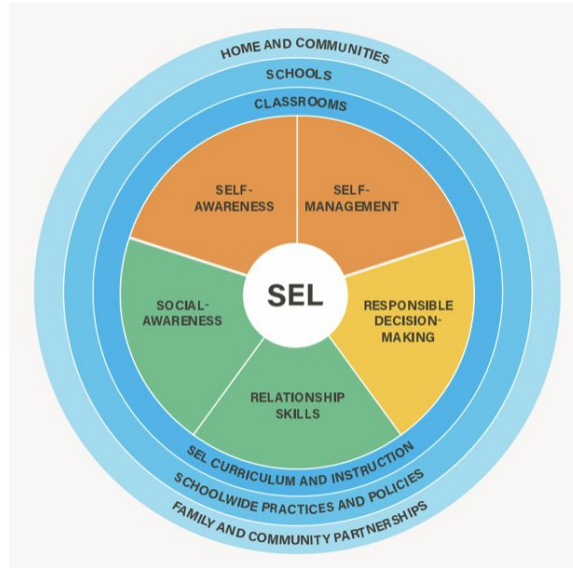 HOME AND COMMUNITIES
SCHOOLS
CLASSROOMS
SELF-
AWARENESS
SELF-
MANAGEMENT
SEL
SOCIAL-
AWARENESS
RESPONSIBLE
DECISION-
MAKING
RELATIONSHIP
SKILLS
SEL CURRICULUM AND INSTRUCTION
SCHOOLWIDE PRACTICES AND POLICIES
FAMILY AND COMMUNITY PARTNERSHIPS